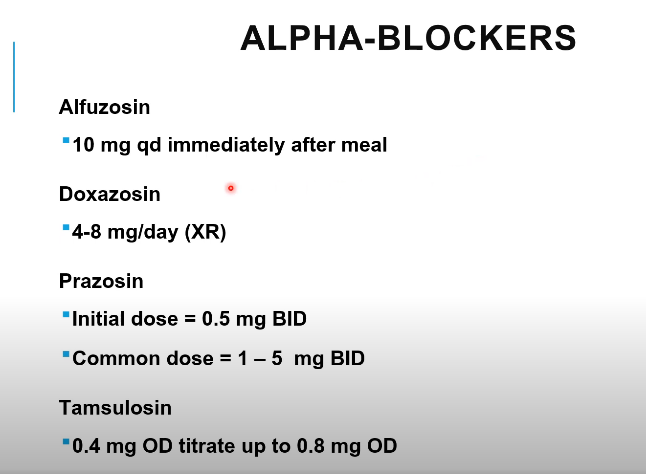 ALPHA-BLOCKERS
Alfuzosin
▪10 mg qd immediately after meal
Doxazosin
▪4-8 mg/day (XR)
Prazosin
▪Initial dose = 0.5 mg BID
▪Common dose = 1 – 5 mg BID
Tamsulosin
▪0.4 mg OD titrate up to 0.8 mg OD